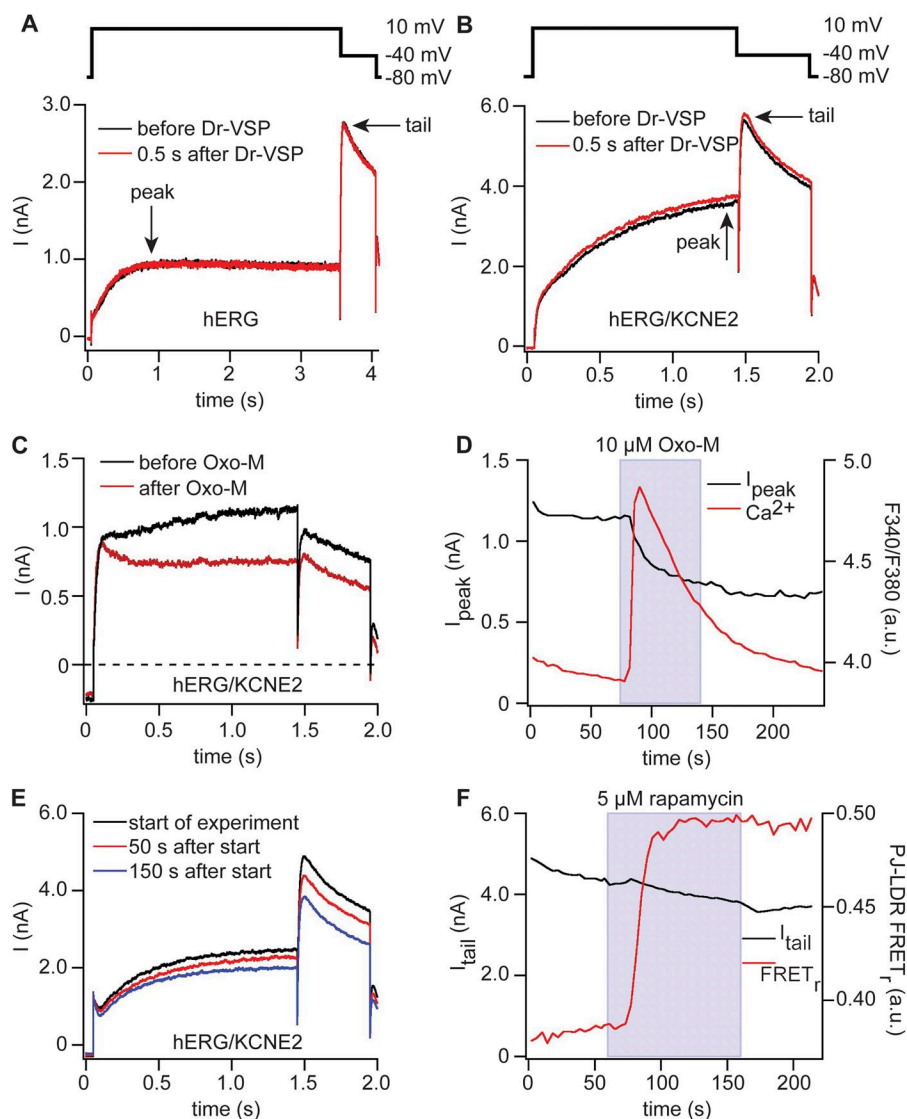 A
10 mV
-40 mV
-80 mV
3.0
2.0
1.0
0
I (nA)
before Dr-VSP
0.5 s after Dr-VSP
tail
peak
hERG
0 1 2 3 4
time (s)
B
10 mV
-40 mV
-80 mV
6.0
4.0
2.0
0
I (nA)
before Dr-VSP
0.5 s after Dr-VSP
tail
peak
hERG/KCNE2
0 0.5 1.0 1.5 2.0
time (s)
C
1.5
1.0
0.5
0
I (nA)
before Oxo-M
after Oxo-M
hERG/KCNE2
0 0.5 1.0 1.5 2.0
time (s)
D
10 µM Oxo-M
1.5
1.0
0.5
0
Ipeak (nA)
Ipeak
Ca2+
5.0
4.5
4.0
F340/F380 (a.u.)
0 50 100 150 200
time (s)
E
6.0
4.0
2.0
0
I (nA)
start of experiment
50 s after start
150 s after start
hERG/KCNE2
0 0.5 1.0 1.5 2.0
time (s)
F
5 µM rapamycin
6.0
4.0
2.0
0
Itail (nA)
Itail
FRETr
0.50
0.45
0.40
PJ-LDR FRETr (a.u.)
0 50 100 150 200
time (s)